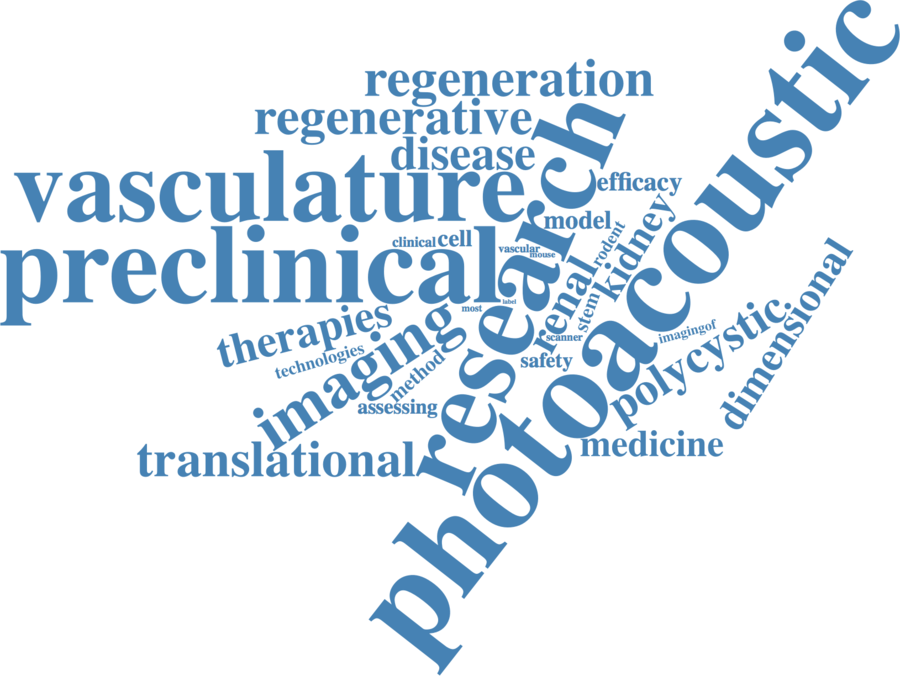 photoacoustic
regeneration
regenerative
research
disease
vasculature
efficacy
model
kidney
rodent
preclinical
clinical
cell
vascular
mouse
renal
stem
label
most
therapies
imaging
technologies
method
assessing
scanner
safety
imagingof
polycystic
dimensional
translational
medicine